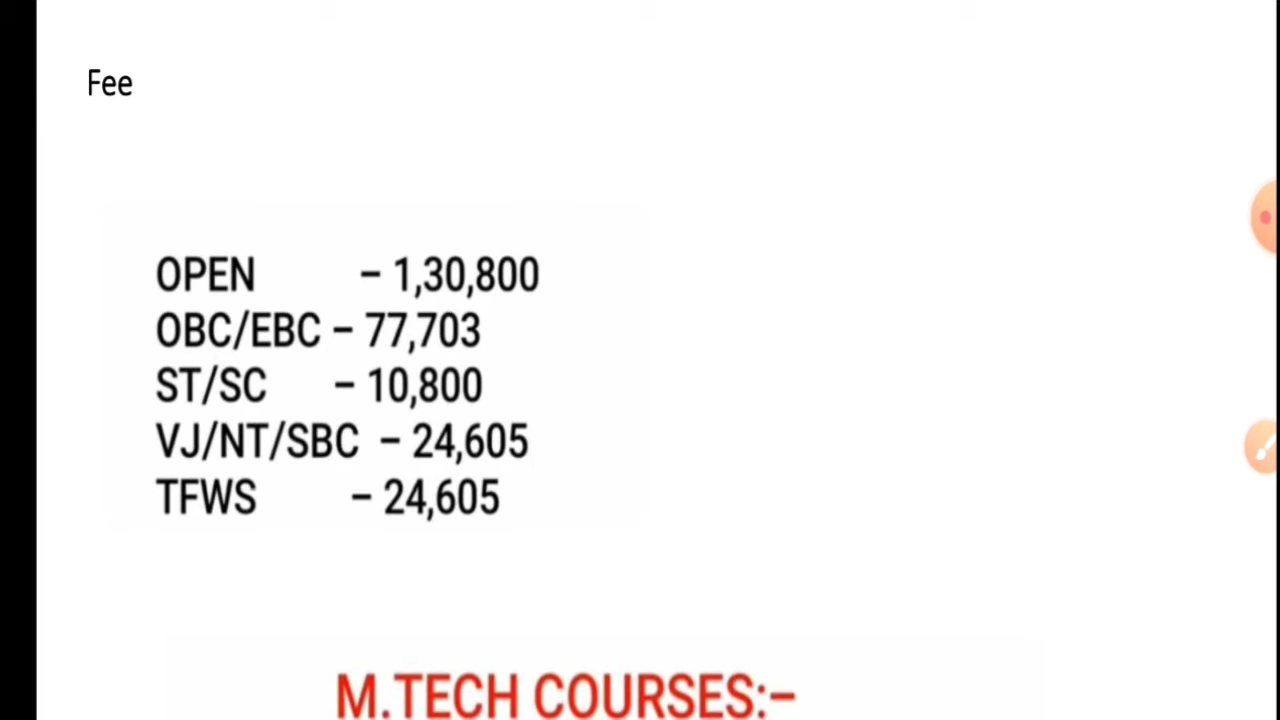 Fee
OPEN – 1,30,800
OBC/EBC – 77,703
ST/SC – 10,800
VJ/NT/SBC – 24,605
TFWS – 24,605
M.TECH COURSES:–